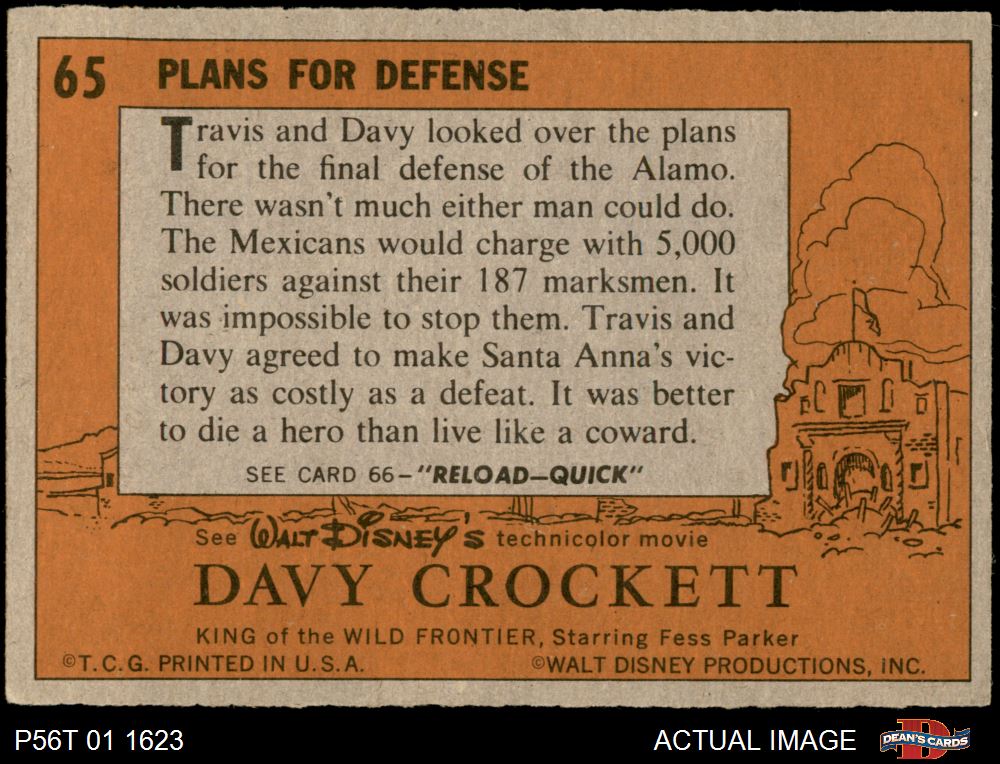 65 PLANS FOR DEFENSE
Travis and Davy looked over the plans
for the final defense of the Alamo.
There wasn't much either man could do.
The Mexicans would charge with 5,000
soldiers against their 187 marksmen. It
was impossible to stop them. Travis and
Davy agreed to make Santa Anna's vic-
tory as costly as a defeat. It was better
to die a hero than live like a coward.
SEE CARD 66–"RELOAD–QUICK"
See WALT DISNEY'S technicolor movie
DAVY CROCKETT
KING of the WILD FRONTIER, Starring Fess Parker
©T.C.G. PRINTED IN U.S.A. ©WALT DISNEY PRODUCTIONS, INC.
P56T 01 1623 ACTUAL IMAGE D DEAN'S CARDS